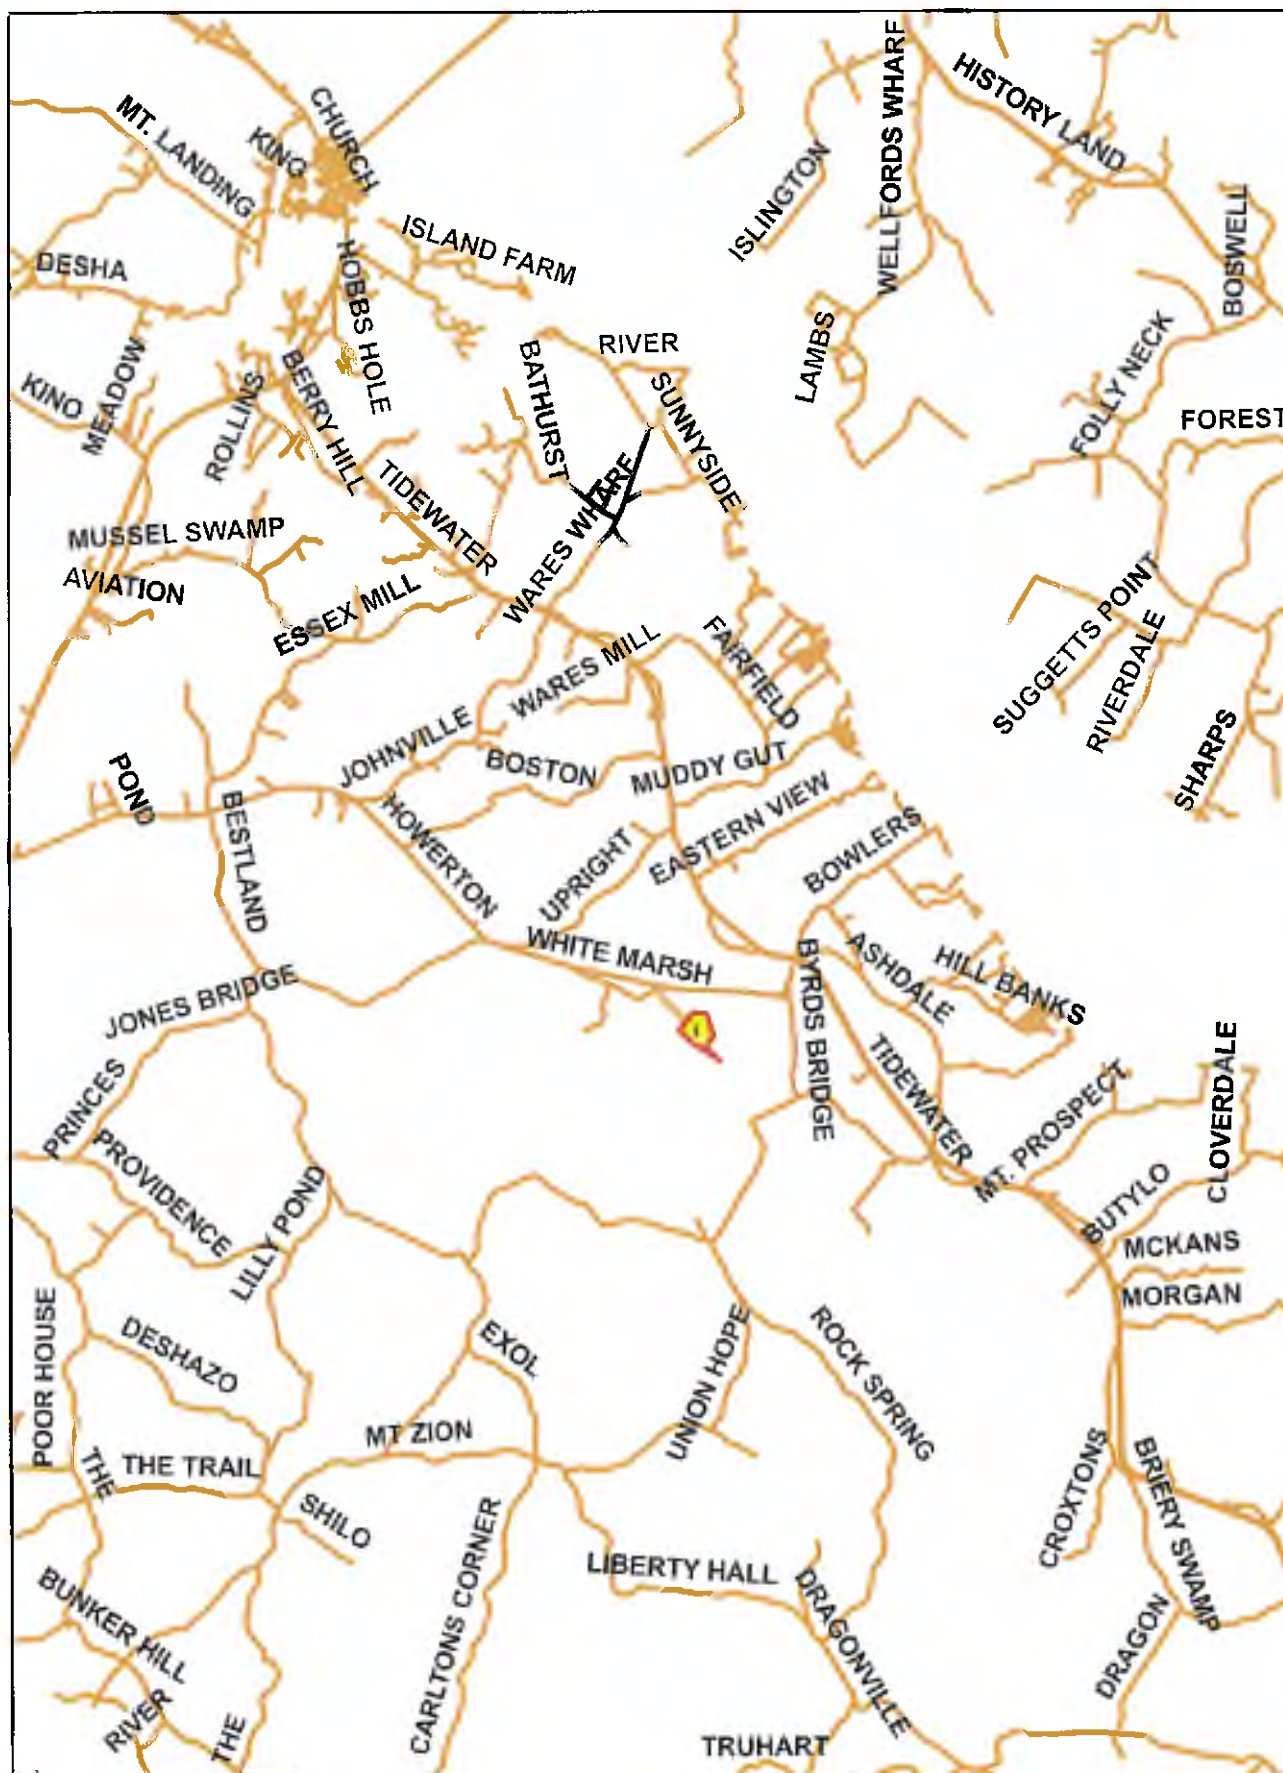 CHURCH
MT. LANDING
KING
WELLFORDS WHARF
HISTORY LAND
ISLINGTON
BOSWELL
ISLAND FARM
DESHA
HOBBS HOLE
RIVER
LAMBS
FOLLY NECK
BATHURST
SUNNYSIDE
KINO
MEADOW
ROLLINS
BERRY HILL
FOREST
TIDEWATER
WARES WHARF
MUSSEL SWAMP
AVIATION
ESSEX MILL
SUGGETTS POINT
RIVERDALE
FAIRFIELD
WARES MILL
SHARPS
JOHNVILLE
BOSTON
MUDDY GUT
POND
BESTLAND
HOWERTON
UPRIGHT
EASTERN VIEW
BOWLERS
WHITE MARSH
BYRDS BRIDGE
ASHDALE
HILL BANKS
JONES BRIDGE
TIDEWATER
CLOVERDALE
PRINCES
MT. PROSPECT
PROVIDENCE
LILLY POND
BUTYLO
MCKANS
MORGAN
POOR HOUSE
DESHAZO
EXOL
UNION HOPE
ROCK SPRING
MT ZION
THE
THE TRAIL
SHILO
CROXTONS
BRIERY SWAMP
CARLTONS CORNER
LIBERTY HALL
DRAGONVILLE
BUNKER HILL
DRAGON
RIVER
THE
TRUHART